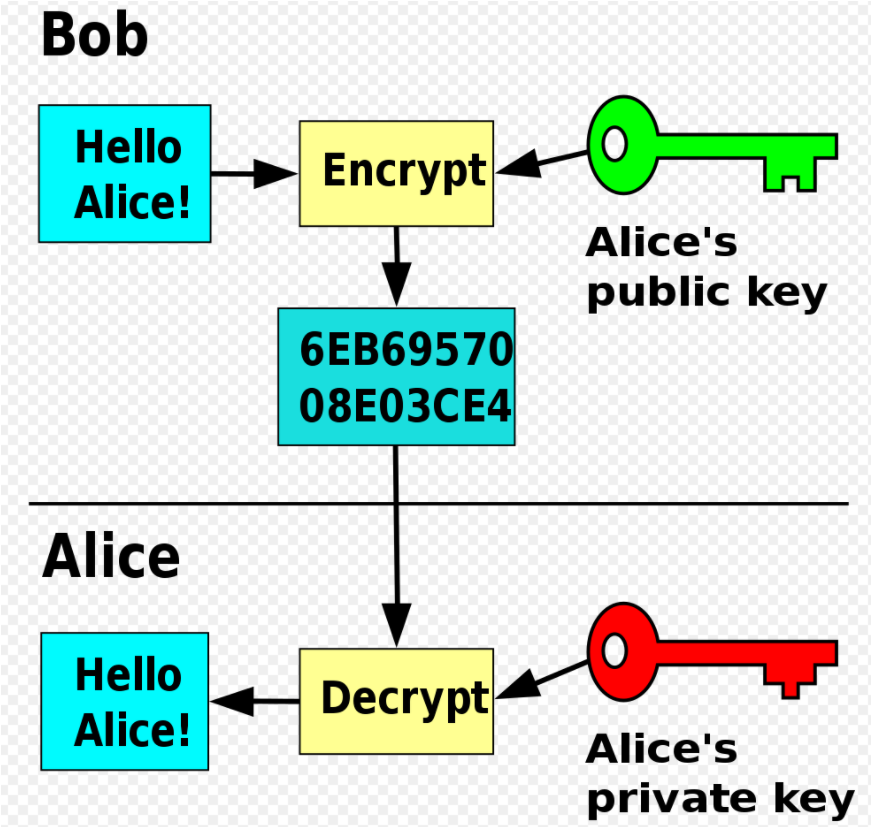 Bob
Hello
Alice!
Encrypt
Alice's
public key
6EB69570
08E03CE4
Alice
Hello
Alice!
Decrypt
Alice's
private key